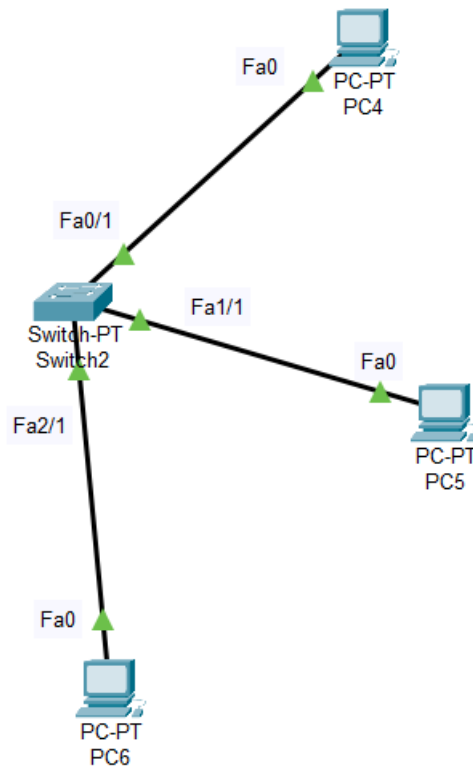 Fa0
PC-PT
PC4
Fa0/1
Fa1/1
Switch-PT
Switch2
Fa0
Fa2/1
PC-PT
PC5
Fa0
PC-PT
PC6